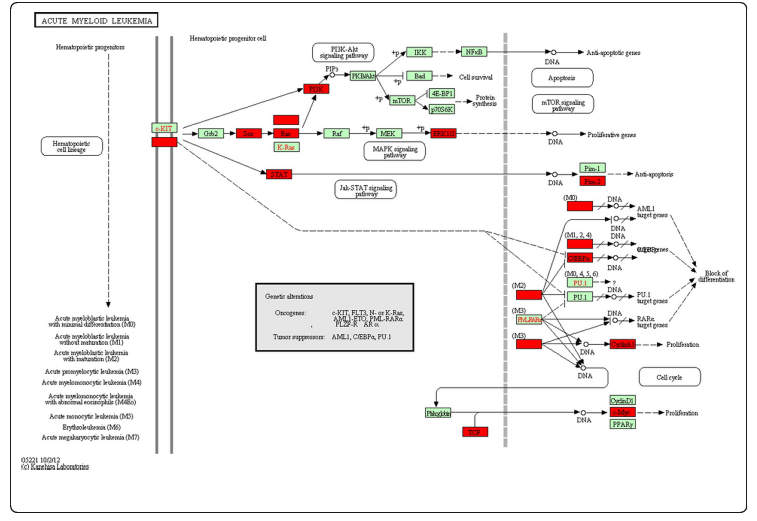 ACUTE MYELOID LEUKEMIA
Hematopoietic progenitors
Hematopoietic progenitor cell
PI3K-Akt
signaling pathway
PIP3
PI3K
PKB/Akt
+p
IKK
NFκB
DNA
Anti-apoptotic genes
+p
Bad
Cell survival
Apoptosis
mTOR
4E-BP1
p70S6K
Protein
synthesis
mTOR signaling
pathway
c-KIT
Grb2
Sos
Ras
K-Ras
Raf
+p
MEK
+p
ERK1/2
DNA
Proliferative genes
MAPK signaling
pathway
Hematopoietic
cell lineage
STAT
Jak-STAT signaling
pathway
DNA
Pim-1
Pim-2
Anti-apoptosis
(M0)
DNA
AML1
target genes
DNA
(M1, 2, 4)
DNA
C/EBPα
DNA
(M0, 4, 5, 6)
PU.1
?
(M2)
PU.1
DNA
PU.1
target genes
Block of
differentiation
(M3)
PML-RARα
RARα
target genes
DNA
(M3)
DNA
CyclinA1
Proliferation
DNA
Cell cycle
Genetic alterations
Oncogenes: c-KIT, FLT3, N- or K-Ras,
AML1-ETO, PML-RARα
PLZF-R AR α
Tumor suppressors: AML1, C/EBPα, PU.1
Acute myeloblastic leukemia
with minimal differentiation (M0)
Acute myeloblastic leukemia
without maturation (M1)
Acute myeloblastic leukemia
with maturation (M2)
Acute promyelocytic leukemia (M3)
Acute myelomonocytic leukemia (M4)
Acute myelomonocytic leukemia
with abnormal eosinophils (M4Eo)
Acute monocytic leukemia (M5)
Erythroleukemia (M6)
Acute megakaryocytic leukemia (M7)
TCF
DNA
CyclinD1
c-Myc
PPARγ
Proliferation
05221 10/2/12
(c) Kanehisa Laboratories